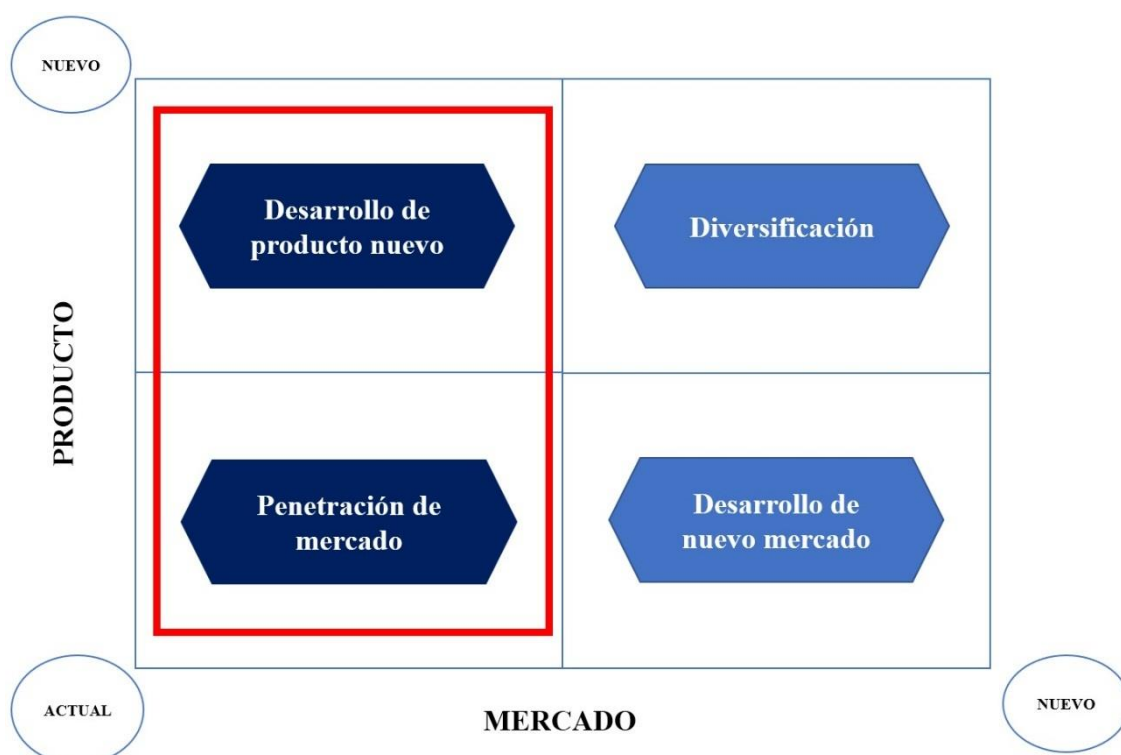 NUEVO
Desarrollo de
producto nuevo
Diversificación
PRODUCTO
Penetración de
mercado
Desarrollo de
nuevo mercado
ACTUAL
MERCADO
NUEVO